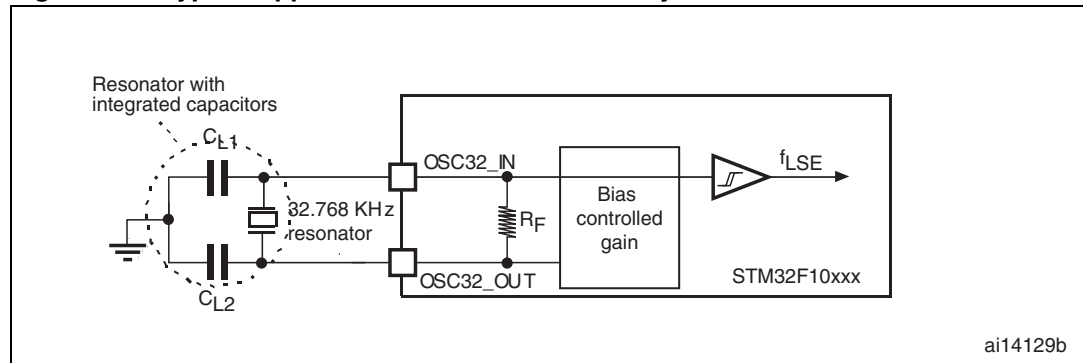 Resonator with
integrated capacitors
CL1
OSC32_IN
fLSE
Bias
controlled
gain
32.768 KHz
resonator
RF
STM32F10xxx
OSC32_OUT
CL2
ai14129b